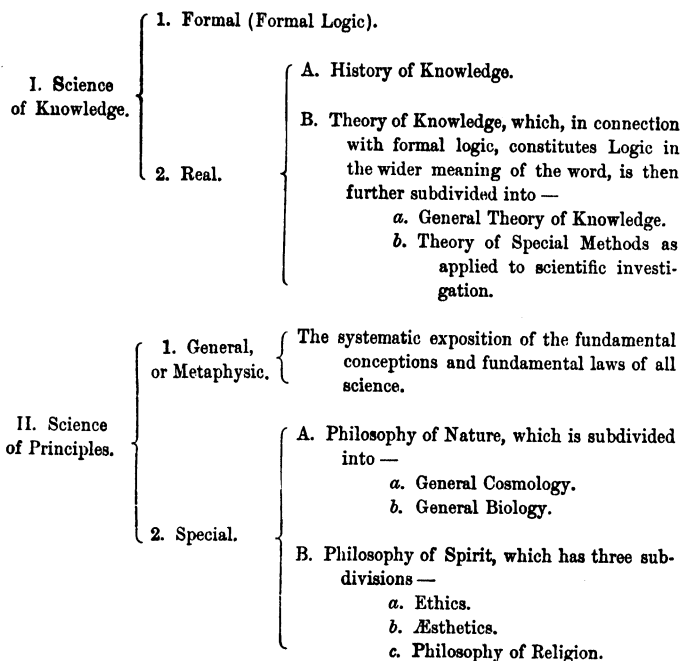 1. Formal (Formal Logic).
I. Science
of Knowledge.
2. Real.
A. History of Knowledge.
B. Theory of Knowledge, which, in connection
with formal logic, constitutes Logic in
the wider meaning of the word, is then
further subdivided into —
a. General Theory of Knowledge.
b. Theory of Special Methods as
applied to scientific investi-
gation.
II. Science
of Principles.
1. General,
or Metaphysic.
The systematic exposition of the fundamental
conceptions and fundamental laws of all
science.
2. Special.
A. Philosophy of Nature, which is subdivided
into —
a. General Cosmology.
b. General Biology.
B. Philosophy of Spirit, which has three sub-
divisions —
a. Ethics.
b. Æsthetics.
c. Philosophy of Religion.